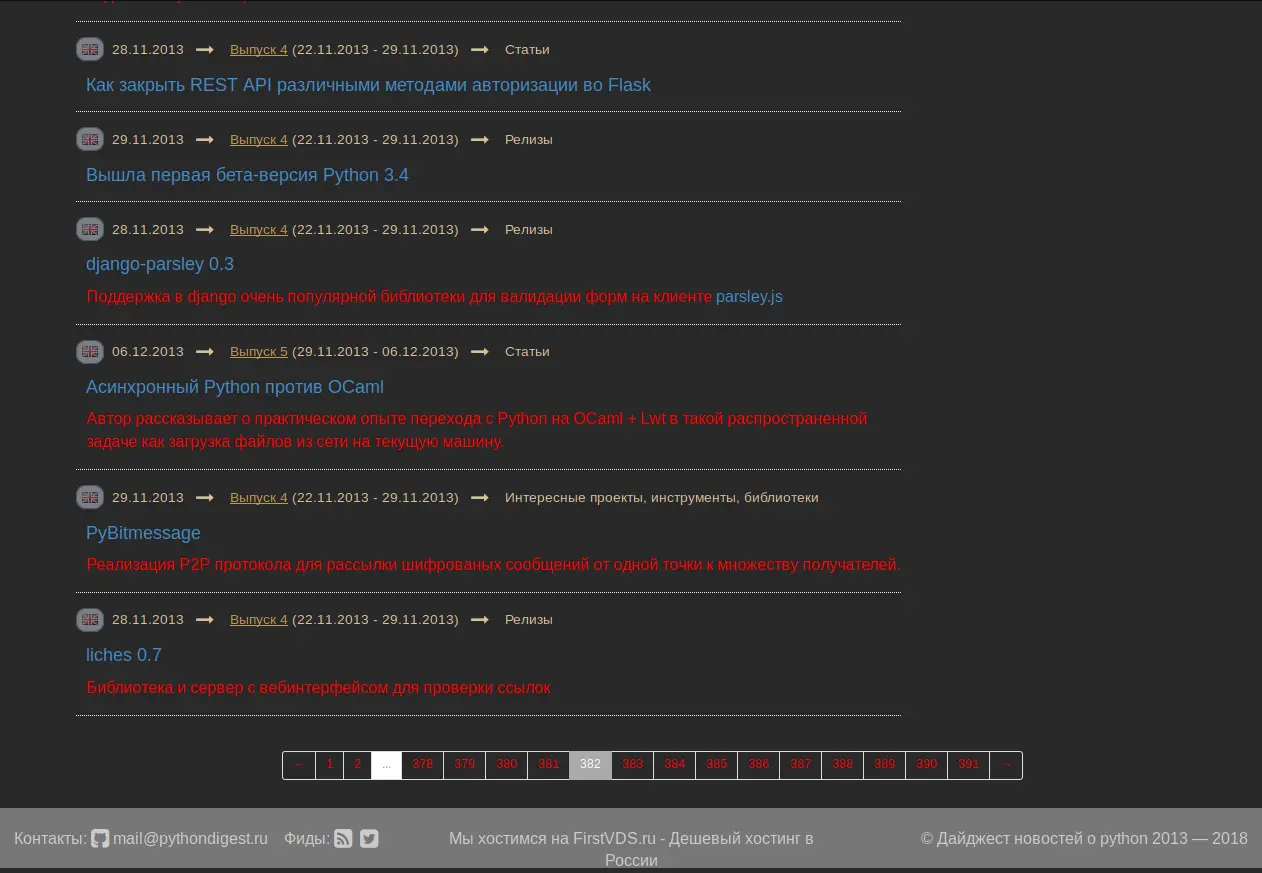 28.11.2013 → Выпуск 4 (22.11.2013 - 29.11.2013) → Статьи
Как закрыть REST API различными методами авторизации во Flask
29.11.2013 → Выпуск 4 (22.11.2013 - 29.11.2013) → Релизы
Вышла первая бета-версия Python 3.4
28.11.2013 → Выпуск 4 (22.11.2013 - 29.11.2013) → Релизы
django-parsley 0.3
Поддержка в django очень популярной библиотеки для валидации форм на клиенте parsley.js
06.12.2013 → Выпуск 5 (29.11.2013 - 06.12.2013) → Статьи
Асинхронный Python против OCaml
Автор рассказывает о практическом опыте перехода с Python на OCaml + Lwt в такой распространенной
задаче как загрузка файлов из сети на текущую машину.
29.11.2013 → Выпуск 4 (22.11.2013 - 29.11.2013) → Интересные проекты, инструменты, библиотеки
PyBitmessage
Реализация P2P протокола для рассылки шифрованых сообщений от одной точки к множеству получателей.
28.11.2013 → Выпуск 4 (22.11.2013 - 29.11.2013) → Релизы
liches 0.7
Библиотека и сервер с вебинтерфейсом для проверки ссылок
← 1 2 ... 378 379 380 381 382 383 384 385 386 387 388 389 390 391 →
Контакты: mail@pythondigest.ru Фиды: Мы хостимся на FirstVDS.ru - Дешевый хостинг в © Дайджест новостей о python 2013 — 2018
России